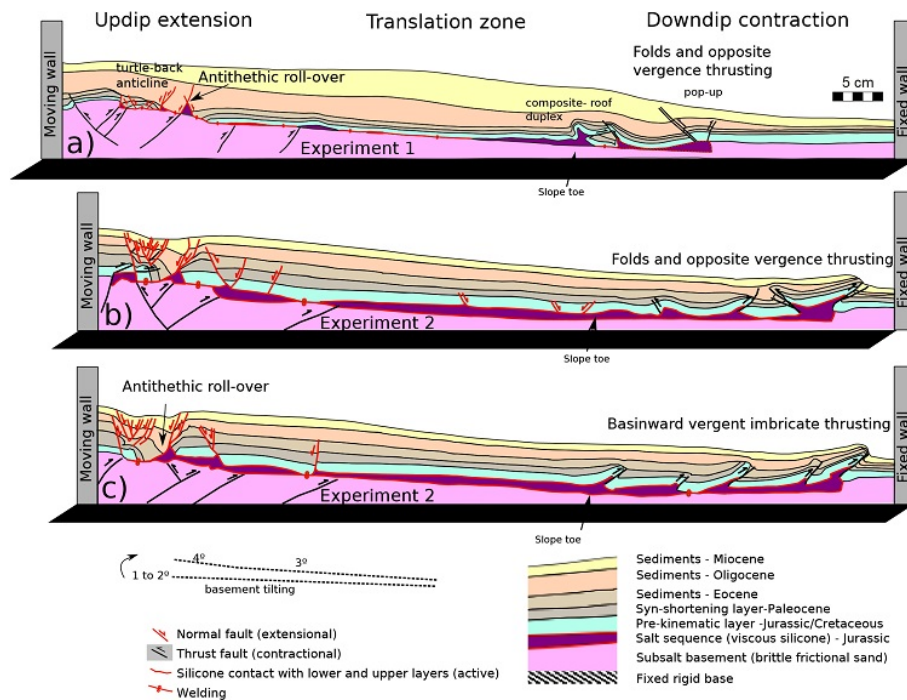 Updip extension
Translation zone
Downdip contraction
Moving wall
turtle-back
anticline
Antithethic roll-over
Folds and opposite
vergence thrusting
pop-up
composite- roof
duplex
5 cm
Fixed wall
a)
Experiment 1
Slope toe
Moving wall
Folds and opposite vergence thrusting
Fixed wall
b)
Experiment 2
Slope toe
Moving wall
Antithethic roll-over
Basinward vergent imbricate thrusting
Fixed wall
c)
Experiment 2
Slope toe
4º
3º
1 to 2º
basement tilting
Normal fault (extensional)
Thrust fault (contractional)
Silicone contact with lower and upper layers (active)
Welding
Sediments - Miocene
Sediments - Oligocene
Sediments - Eocene
Syn-shortening layer-Paleocene
Pre-kinematic layer -Jurassic/Cretaceous
Salt sequence (viscous silicone) - Jurassic
Subsalt basement (brittle frictional sand)
Fixed rigid base